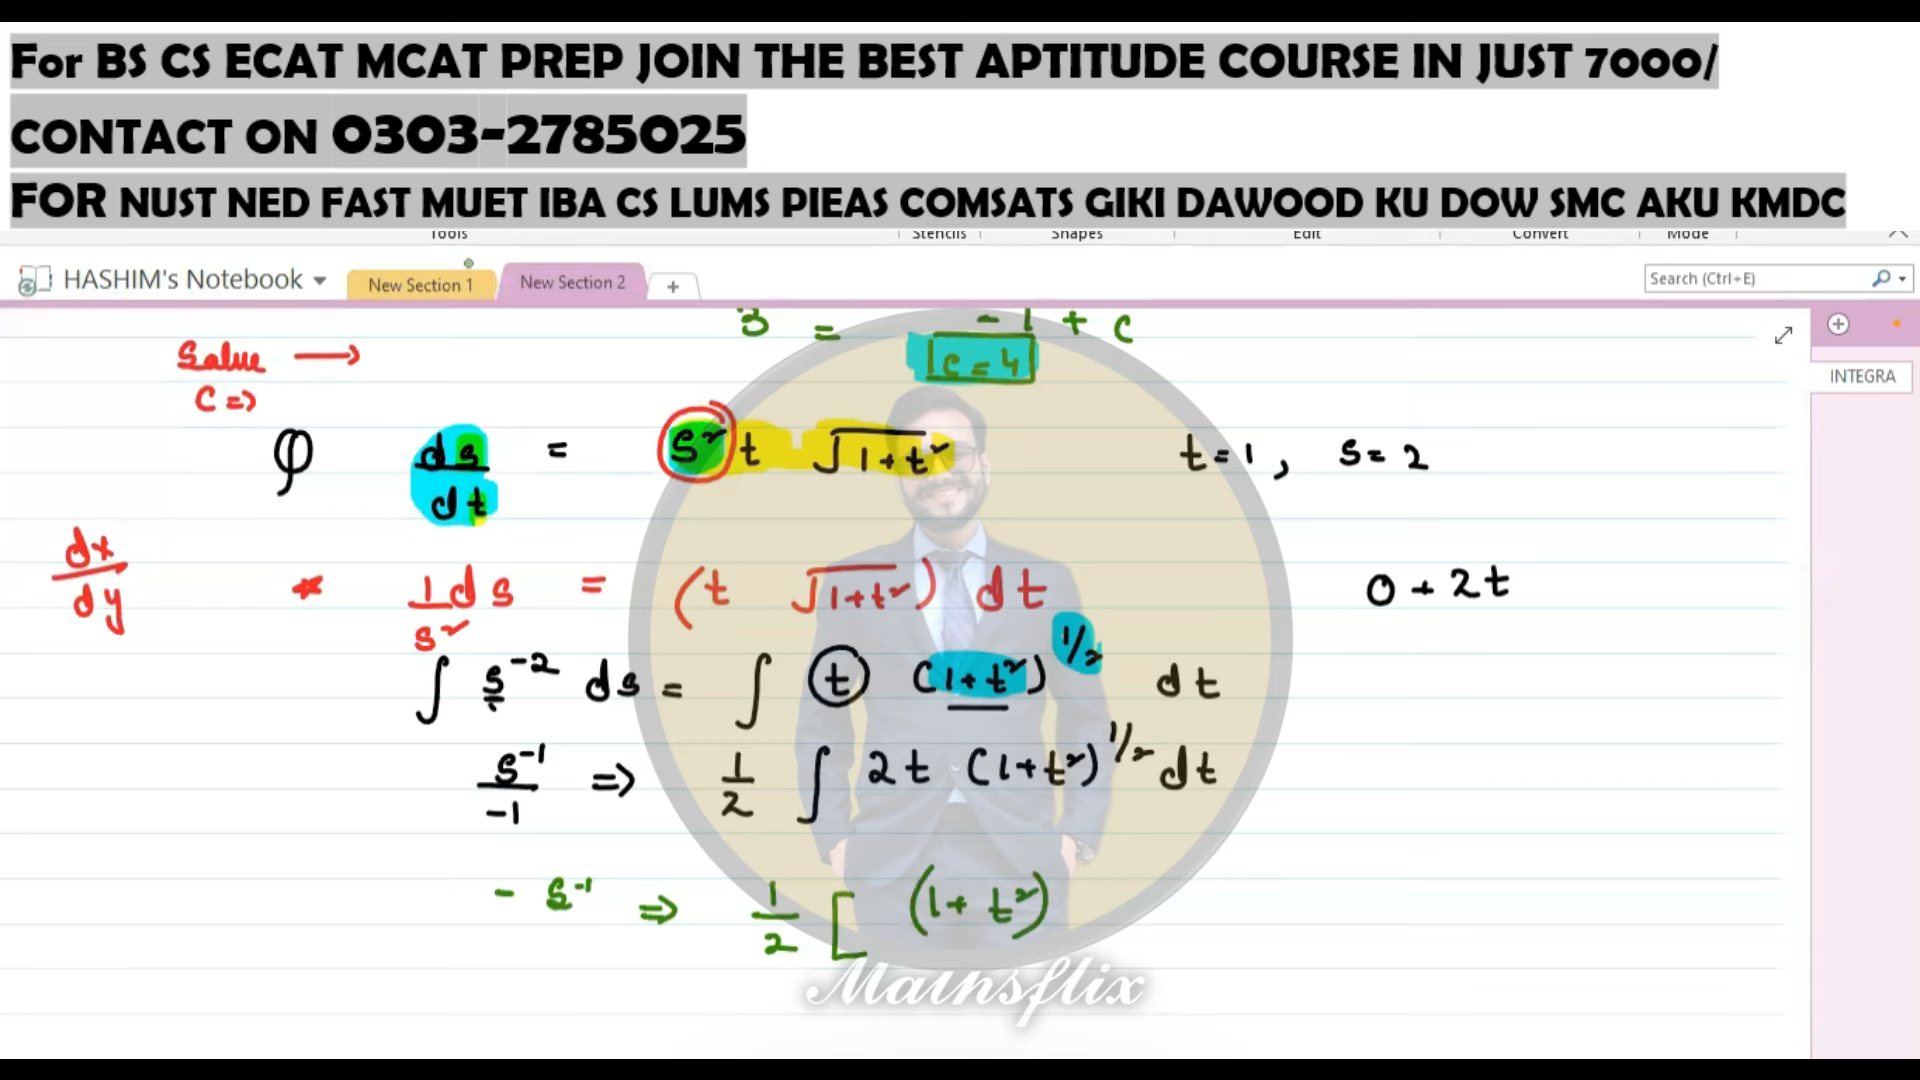 For BS CS ECAT MCAT PREP JOIN THE BEST APTITUDE COURSE IN JUST 7000/
CONTACT ON 0303-2785025
FOR NUST NED FAST MUET IBA CS LUMS PIEAS COMSATS GIKI DAWOOD KU DOW SMC AKU KMDC
Tools Stencils Shapes Edit Convert Mode
HASHIM's Notebook New Section 1 New Section 2 + Search (Ctrl+E)
INTEGRA
3 = -1 + c
c = 4
C =>
φ ds/dt = s² t √1+t² t = 1, s = 2
dx/dy
* 1/s² ds = (t √1+t²) dt 0 + 2t
∫ s⁻² ds = ∫ t (1+t²)^1/2 dt
s⁻¹/-1 => 1/2 ∫ 2t (1+t²)^1/2 dt
- s⁻¹ => 1/2 [ (1+t²)
Mainsflix